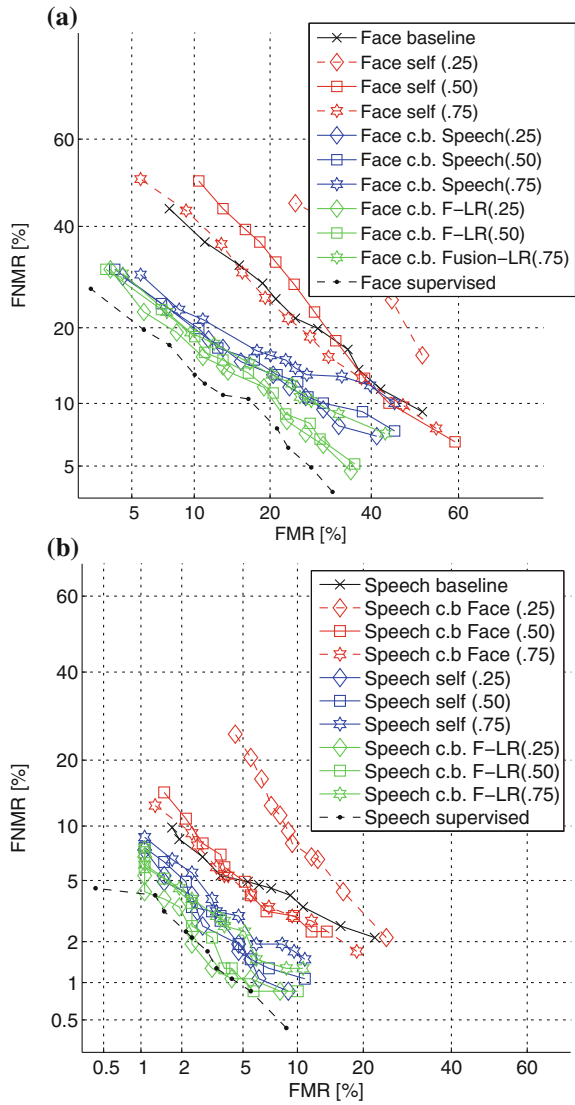 (a)
Face baseline
Face self (.25)
Face self (.50)
Face self (.75)
Face c.b. Speech(.25)
Face c.b. Speech(.50)
Face c.b. Speech(.75)
Face c.b. F-LR(.25)
Face c.b. F-LR(.50)
Face c.b. Fusion-LR(.75)
Face supervised
60
40
20
10
5
FNMR [%]
5 10 20 40 60
FMR [%]
(b)
Speech baseline
Speech c.b Face (.25)
Speech c.b Face (.50)
Speech c.b Face (.75)
Speech self (.25)
Speech self (.50)
Speech self (.75)
Speech c.b. F-LR(.25)
Speech c.b. F-LR(.50)
Speech c.b. F-LR(.75)
Speech supervised
60
40
20
10
5
2
1
0.5
FNMR [%]
0.5 1 2 5 10 20 40 60
FMR [%]